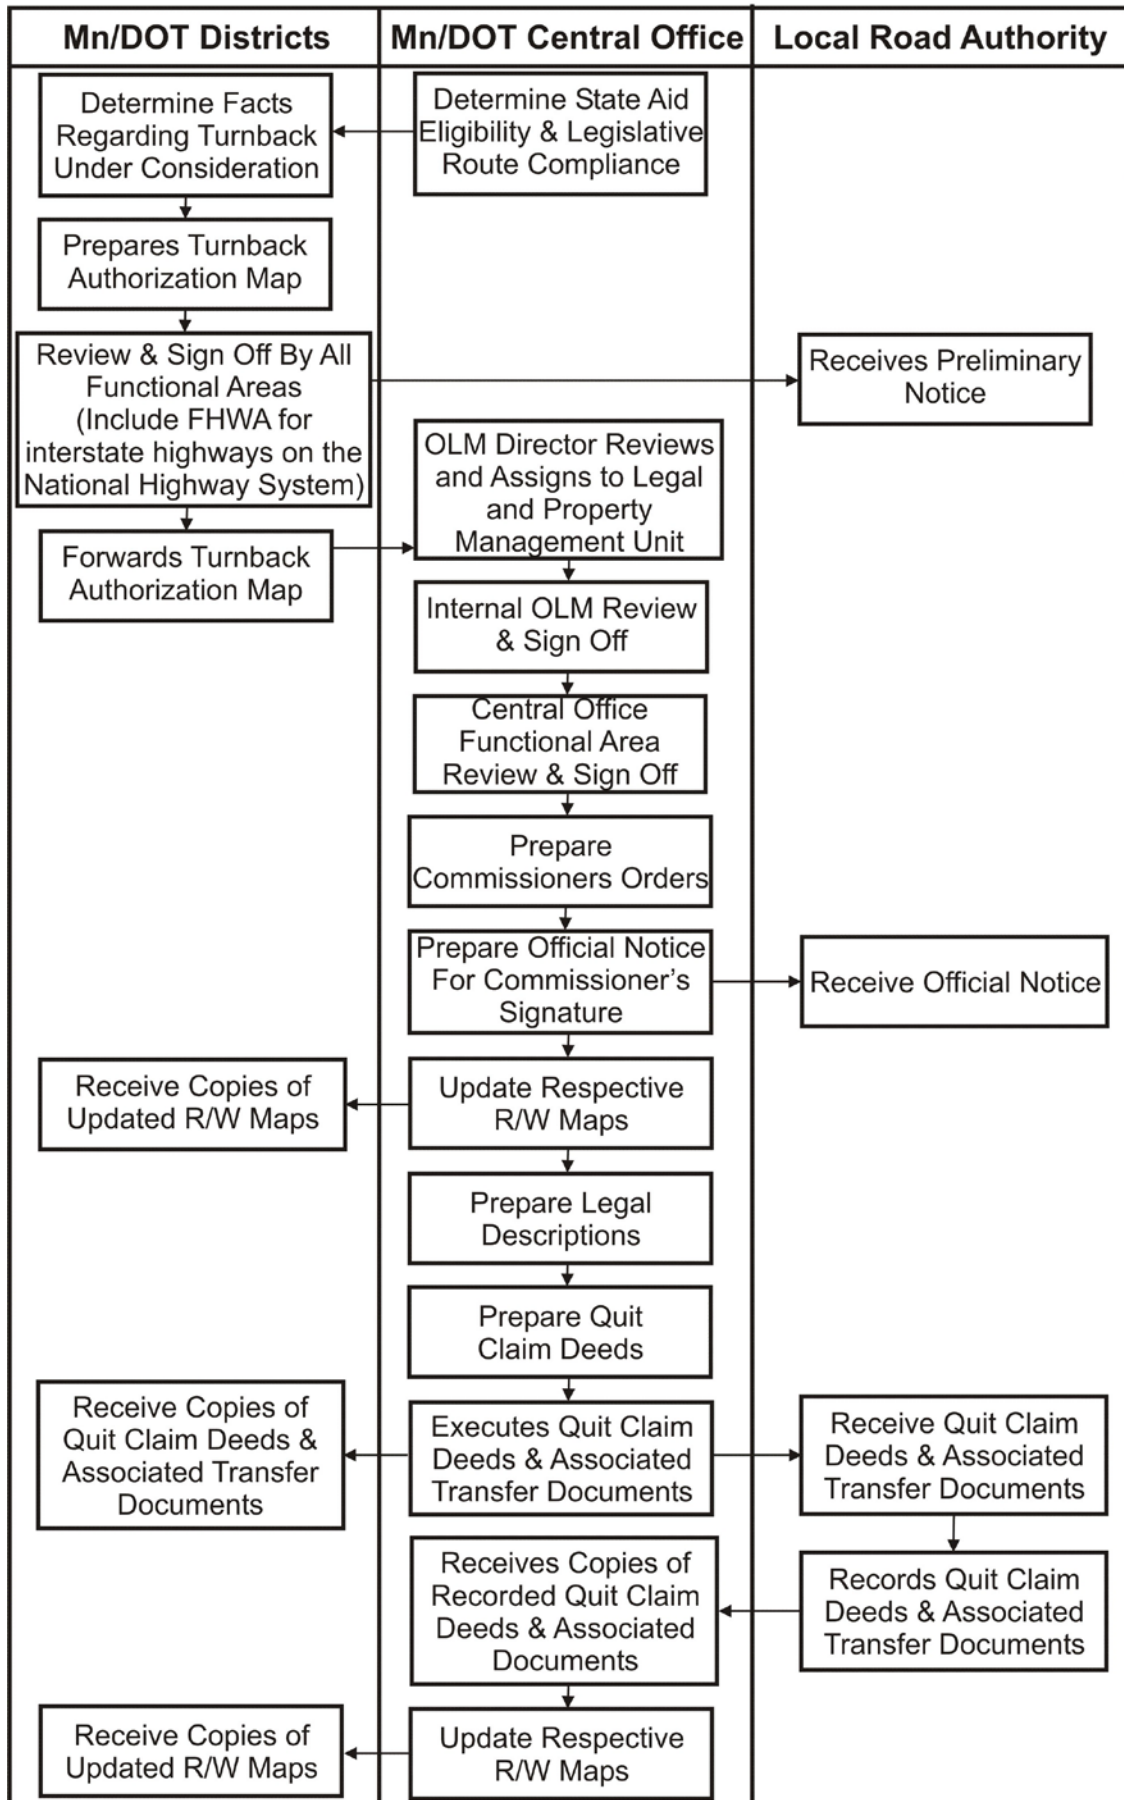 Mn/DOT Districts
Mn/DOT Central Office
Local Road Authority
Determine Facts
Regarding Turnback
Under Consideration
Determine State Aid
Eligibility & Legislative
Route Compliance
Prepares Turnback
Authorization Map
Review & Sign Off By All
Functional Areas
(Include FHWA for
interstate highways on the
National Highway System)
Receives Preliminary
Notice
Forwards Turnback
Authorization Map
OLM Director Reviews
and Assigns to Legal
and Property
Management Unit
Internal OLM Review
& Sign Off
Central Office
Functional Area
Review & Sign Off
Prepare
Commissioners Orders
Prepare Official Notice
For Commissioner’s
Signature
Receive Official Notice
Receive Copies of
Updated R/W Maps
Update Respective
R/W Maps
Prepare Legal
Descriptions
Prepare Quit
Claim Deeds
Receive Copies of
Quit Claim Deeds &
Associated Transfer
Documents
Executes Quit Claim
Deeds & Associated
Transfer Documents
Receive Quit Claim
Deeds & Associated
Transfer Documents
Receives Copies of
Recorded Quit Claim
Deeds & Associated
Documents
Records Quit Claim
Deeds & Associated
Transfer Documents
Receive Copies of
Updated R/W Maps
Update Respective
R/W Maps